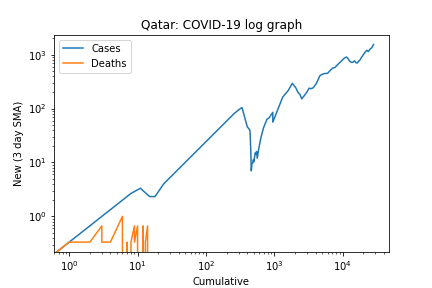 Qatar: COVID-19 log graph
Cases
Deaths
New (3 day SMA)
10³
10²
10¹
10⁰
10⁰ 10¹ 10² 10³ 10⁴
Cumulative